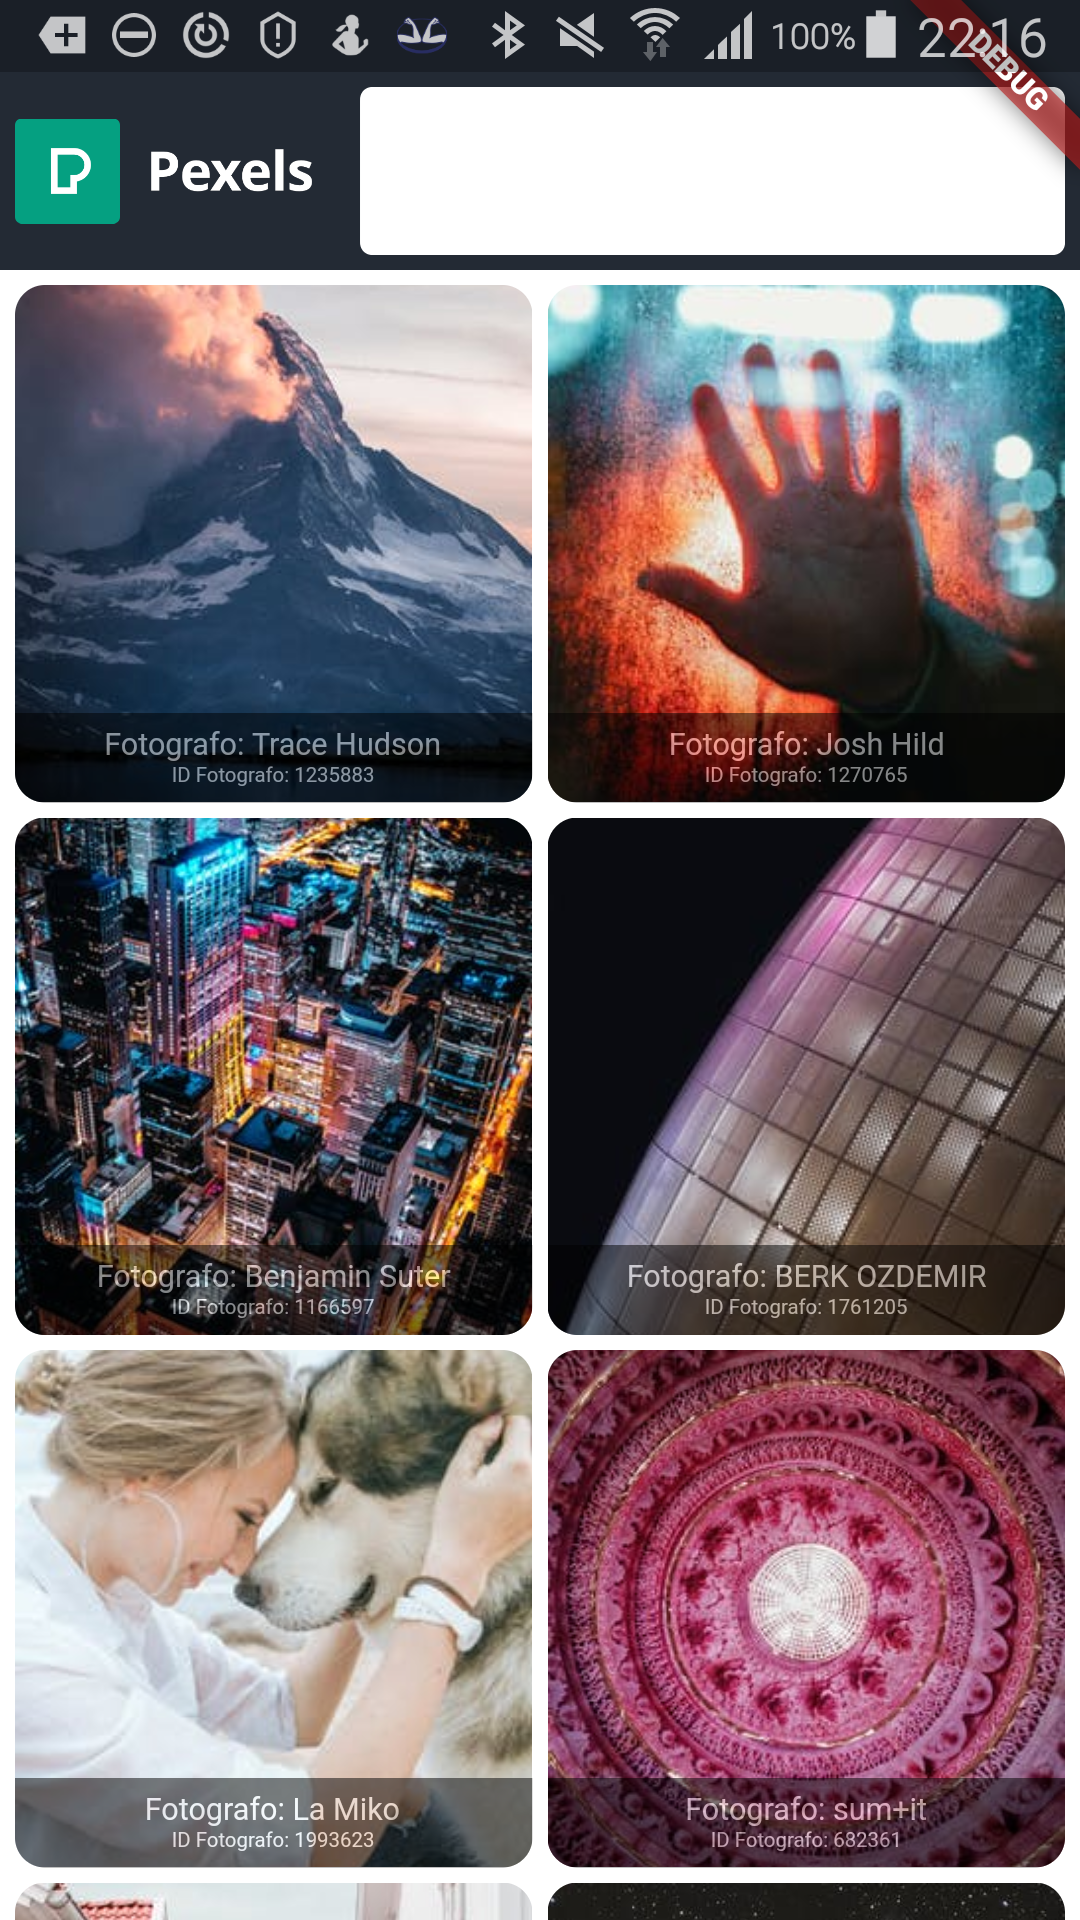 100% 22:16
DEBUG
Pexels
Fotografo: Trace Hudson
ID Fotografo: 1235883
Fotografo: Josh Hild
ID Fotografo: 1270765
Fotografo: Benjamin Suter
ID Fotografo: 1166597
Fotografo: BERK OZDEMIR
ID Fotografo: 1761205
Fotografo: La Miko
ID Fotografo: 1993623
Fotografo: sum+it
ID Fotografo: 682361